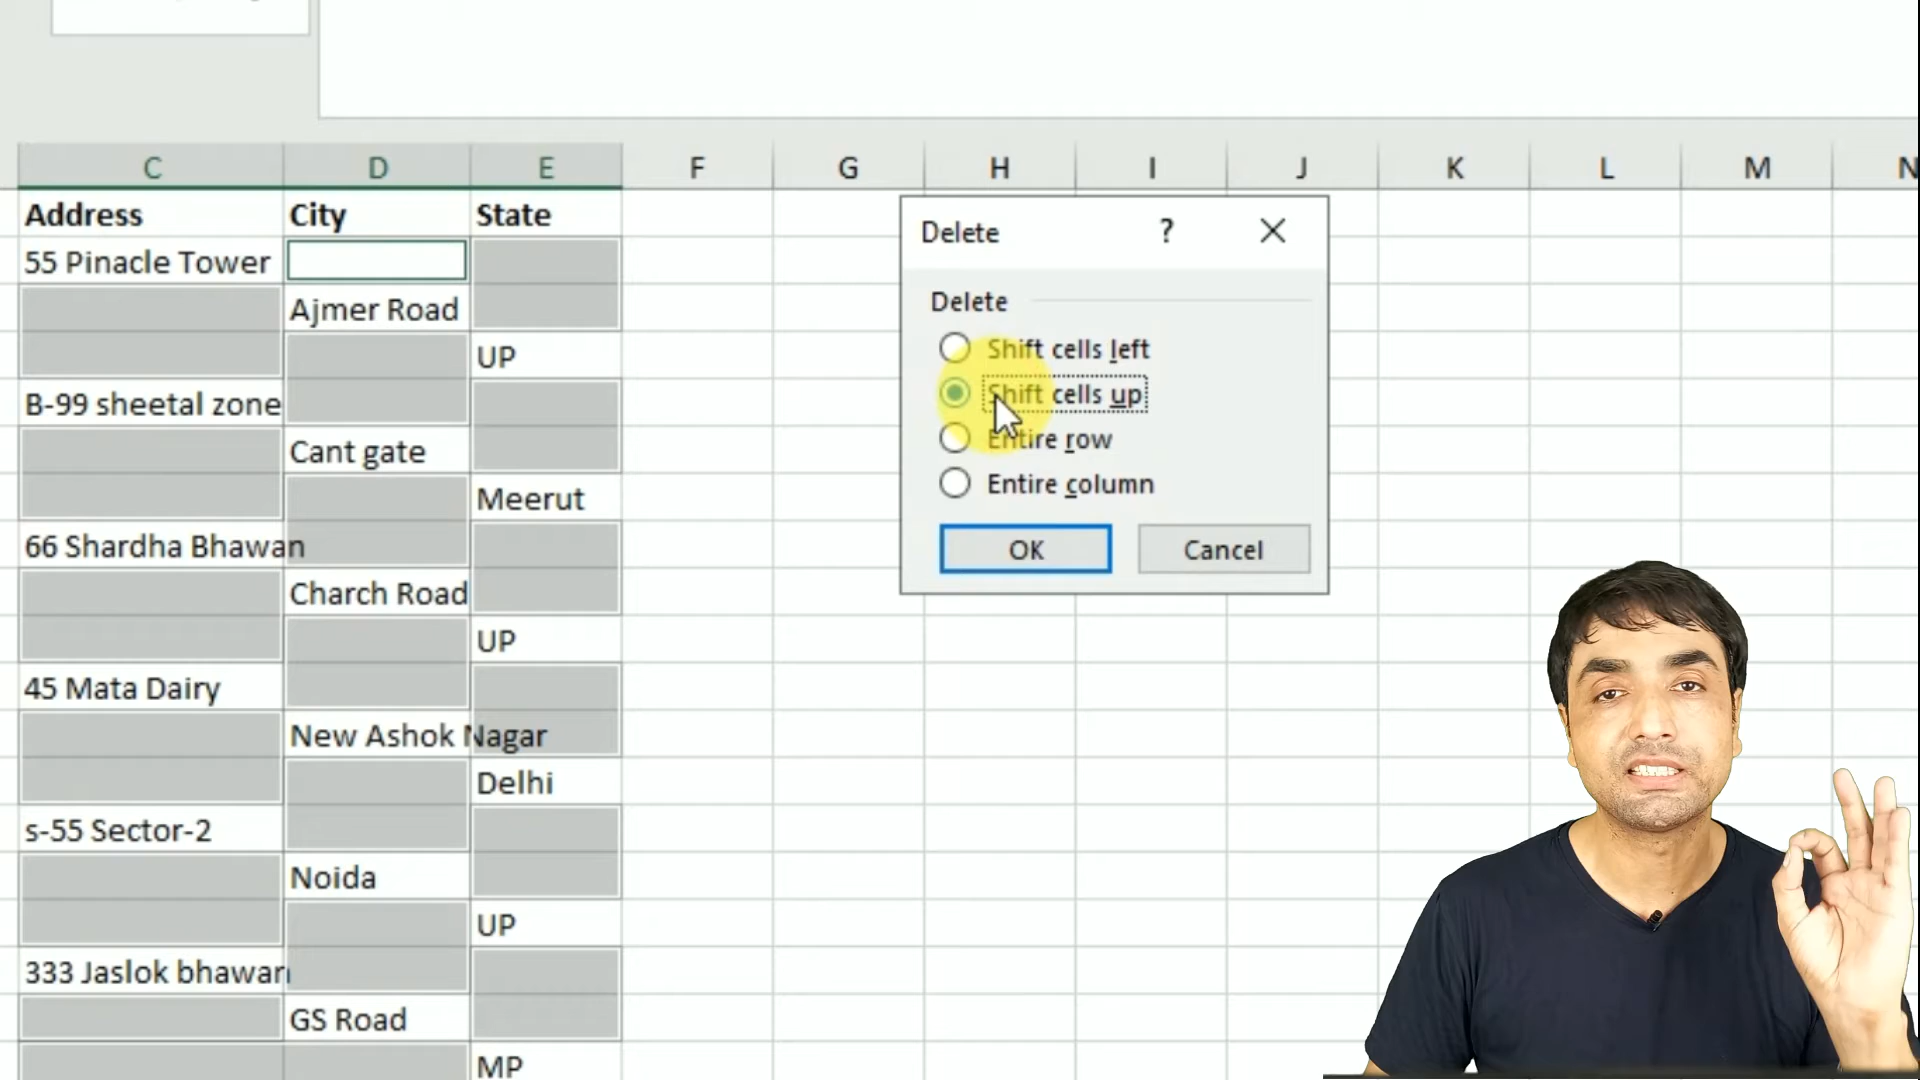 C D E F G H I J K L M N
Address City State
55 Pinacle Tower
Ajmer Road
UP
B-99 sheetal zone
Cant gate
Meerut
66 Shardha Bhawan
Charch Road
UP
45 Mata Dairy
New Ashok Nagar
Delhi
s-55 Sector-2
Noida
UP
333 Jaslok bhawan
GS Road
MP
Delete ?
Delete
Shift cells left
Shift cells up
Entire row
Entire column
OK Cancel